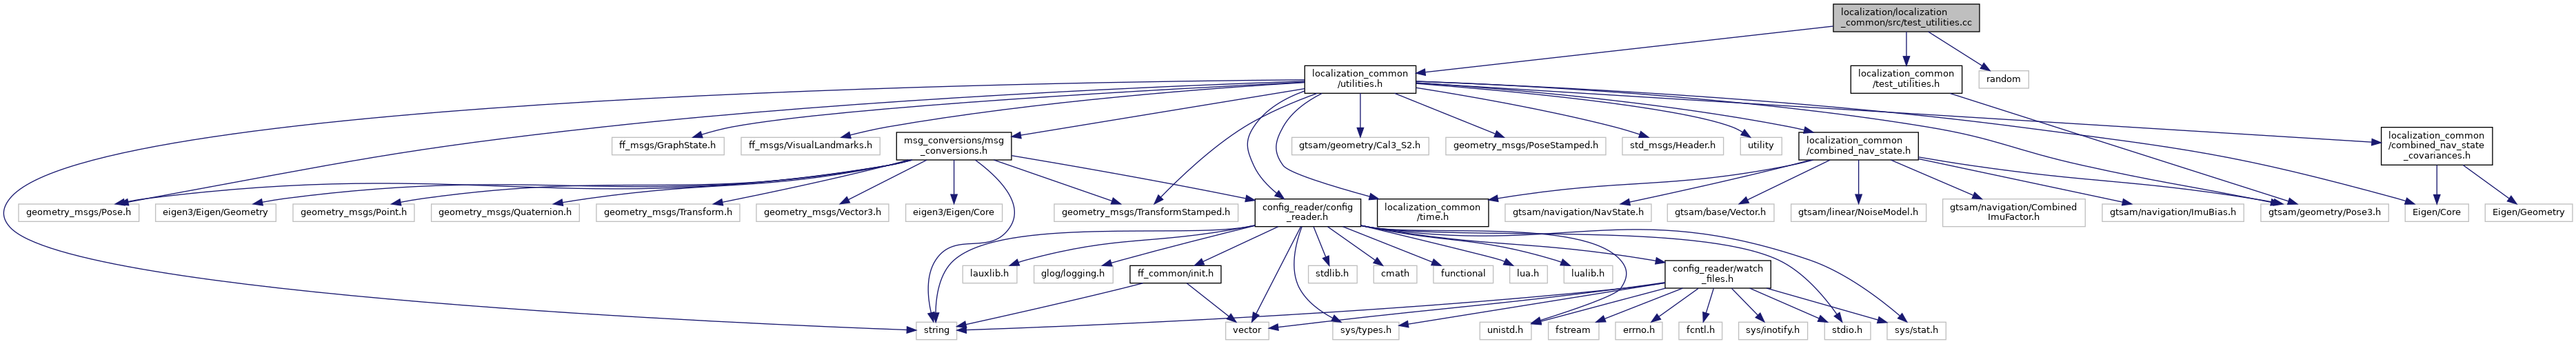 localization/localization
_common/src/test_utilities.cc
localization_common
/utilities.h
localization_common
/test_utilities.h
random
ff_msgs/GraphState.h
ff_msgs/VisualLandmarks.h
msg_conversions/msg
_conversions.h
gtsam/geometry/Cal3_S2.h
geometry_msgs/PoseStamped.h
std_msgs/Header.h
utility
localization_common
/combined_nav_state.h
localization_common
/combined_nav_state
_covariances.h
geometry_msgs/Pose.h
eigen3/Eigen/Geometry
geometry_msgs/Point.h
geometry_msgs/Quaternion.h
geometry_msgs/Transform.h
geometry_msgs/Vector3.h
eigen3/Eigen/Core
geometry_msgs/TransformStamped.h
config_reader/config
_reader.h
localization_common
/time.h
gtsam/navigation/NavState.h
gtsam/base/Vector.h
gtsam/linear/NoiseModel.h
gtsam/navigation/Combined
ImuFactor.h
gtsam/navigation/ImuBias.h
gtsam/geometry/Pose3.h
Eigen/Core
Eigen/Geometry
lauxlib.h
glog/logging.h
ff_common/init.h
stdlib.h
cmath
functional
lua.h
lualib.h
config_reader/watch
_files.h
string
vector
sys/types.h
unistd.h
fstream
errno.h
fcntl.h
sys/inotify.h
stdio.h
sys/stat.h